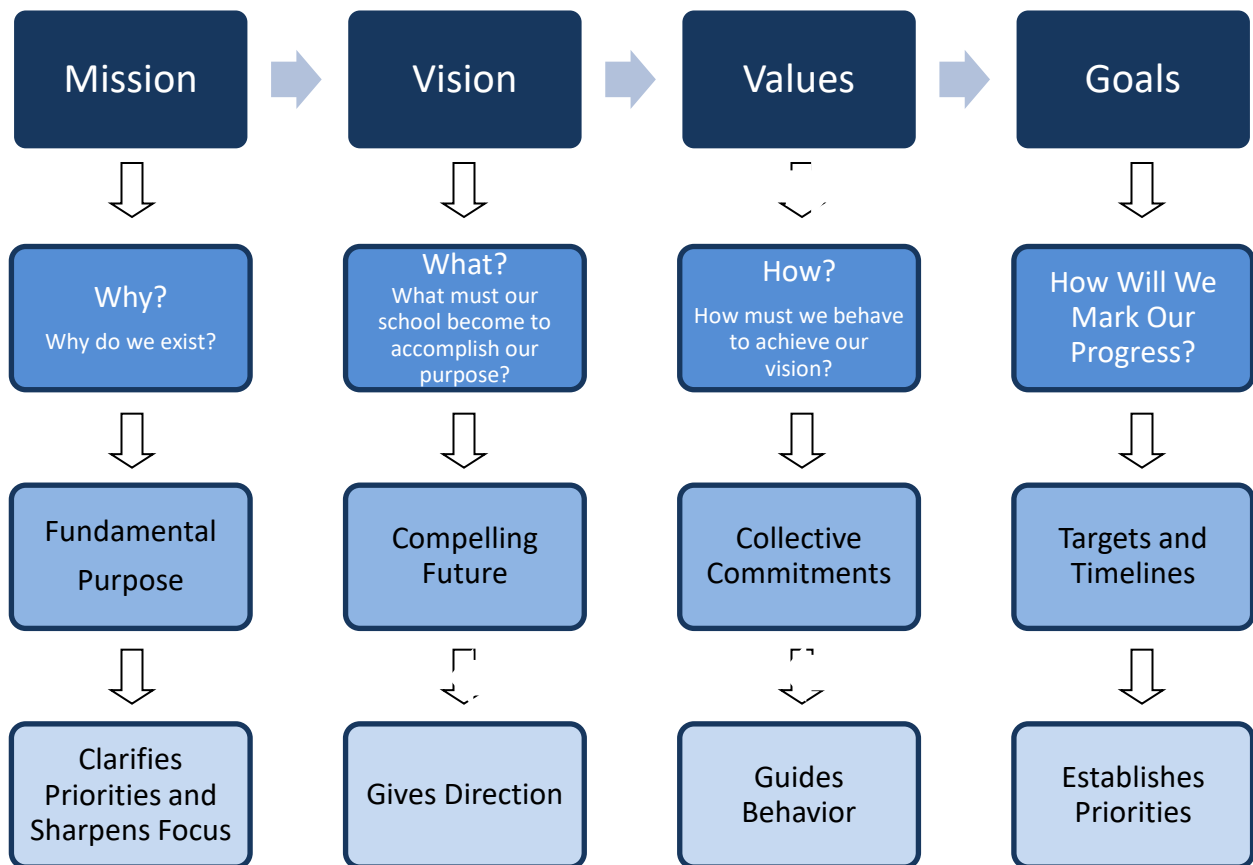 Mission
Vision
Values
Goals
Why?
Why do we exist?
What?
What must our
school become to
accomplish our
purpose?
How?
How must we behave
to achieve our
vision?
How Will We
Mark Our
Progress?
Fundamental
Purpose
Compelling
Future
Collective
Commitments
Targets and
Timelines
Clarifies
Priorities and
Sharpens Focus
Gives Direction
Guides
Behavior
Establishes
Priorities